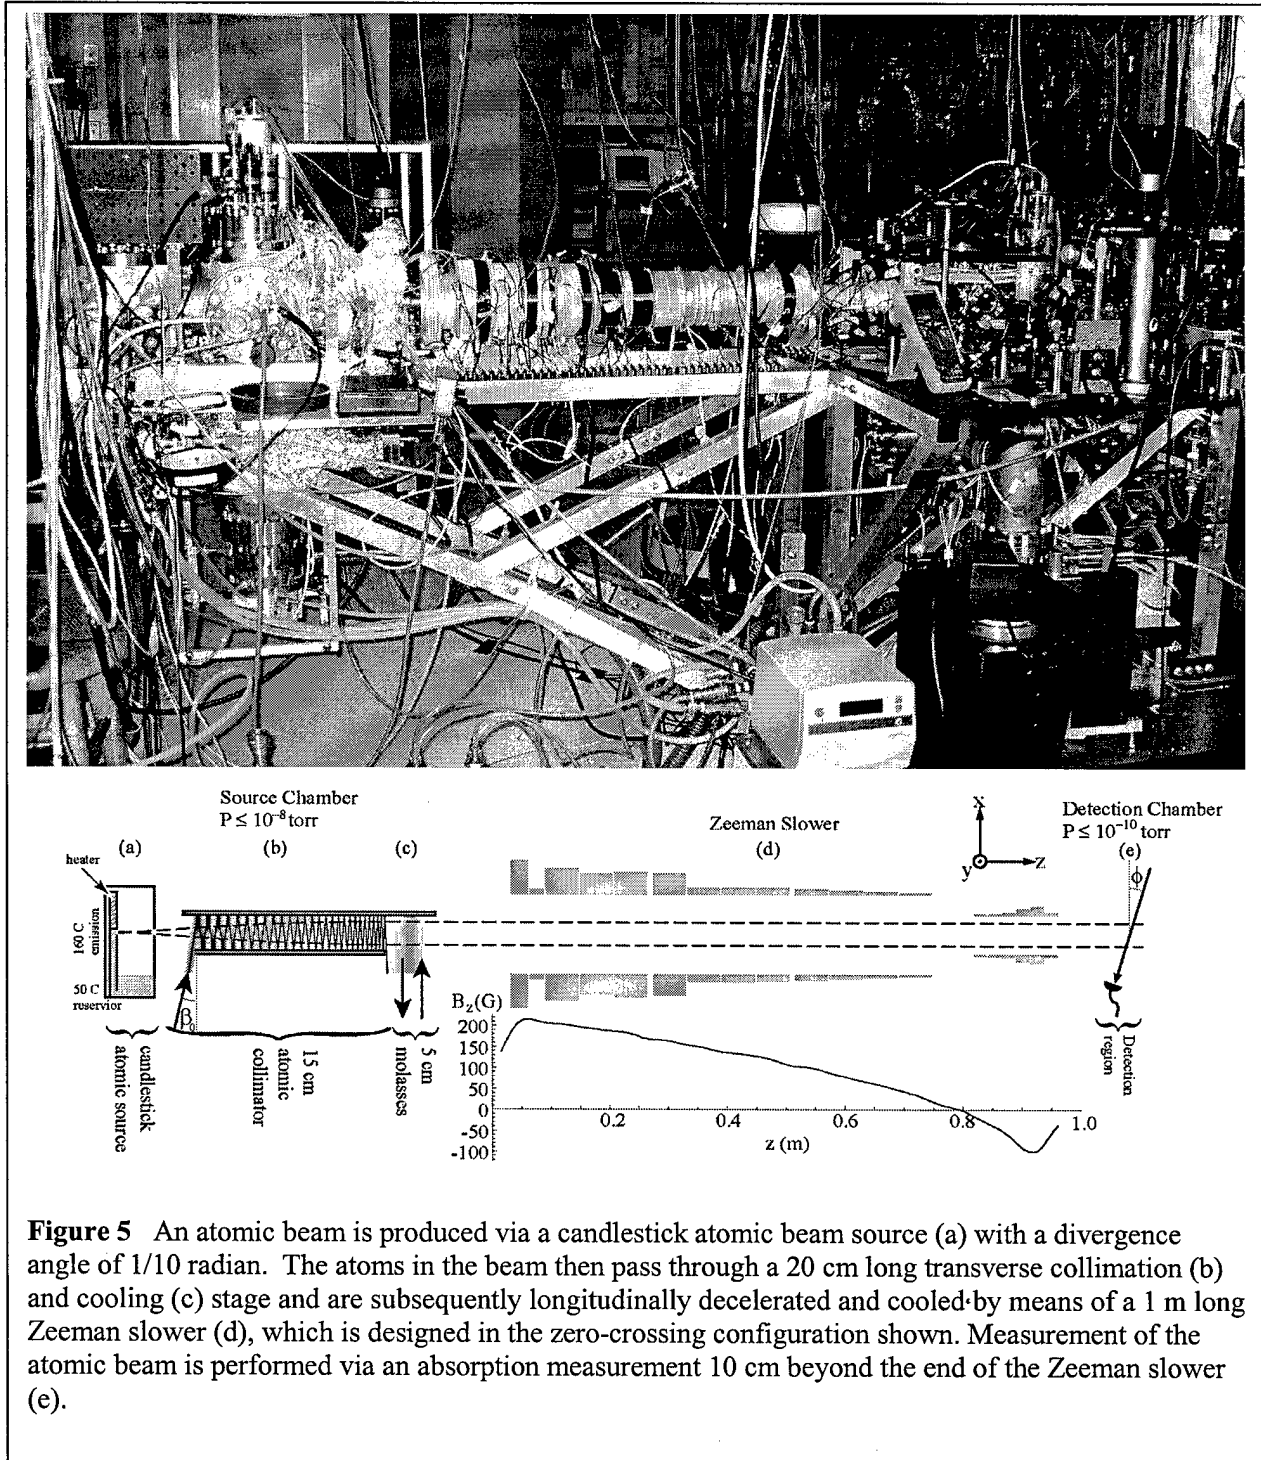 Source Chamber
P ≤ 10⁻⁸ torr
(a)
(b)
(c)
Zeeman Slower
(d)
Detection Chamber
P ≤ 10⁻¹⁰ torr
(e)
heater
160 C
emission
50 C
reservior
β₀
X
y
Z
ϕ
candlestick
atomic source
15 cm
atomic
collimator
5 cm
molasses
Detection
region
B_z(G)
200
150
100
50
0
-50
-100
0.2
0.4
0.6
0.8
1.0
z (m)
Figure 5 An atomic beam is produced via a candlestick atomic beam source (a) with a divergence
angle of 1/10 radian. The atoms in the beam then pass through a 20 cm long transverse collimation (b)
and cooling (c) stage and are subsequently longitudinally decelerated and cooled by means of a 1 m long
Zeeman slower (d), which is designed in the zero-crossing configuration shown. Measurement of the
atomic beam is performed via an absorption measurement 10 cm beyond the end of the Zeeman slower
(e).